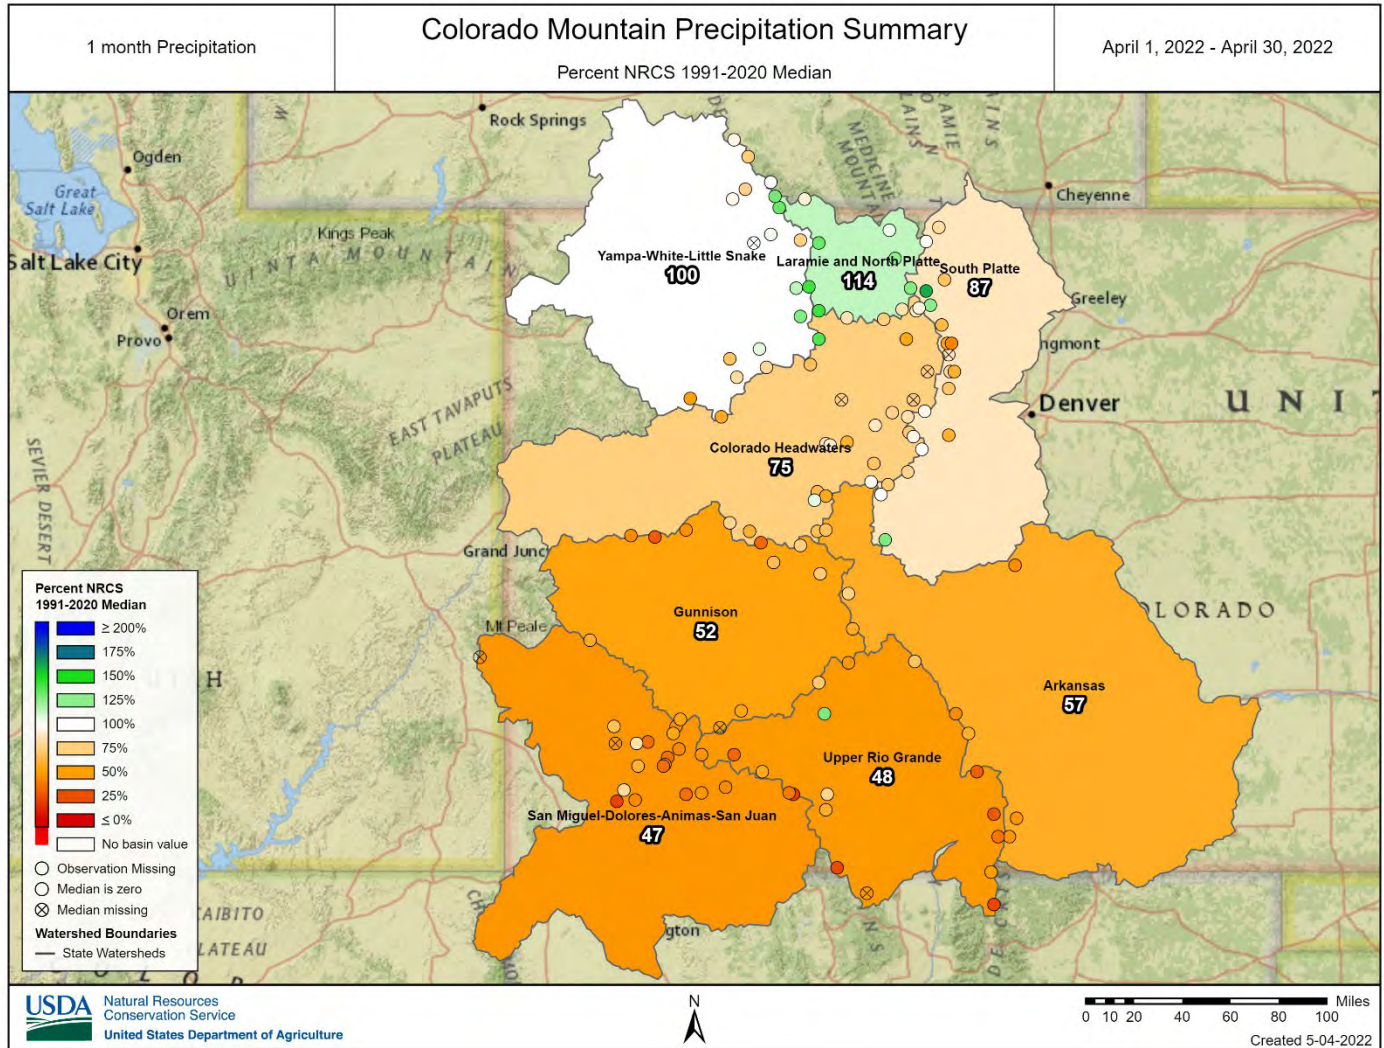 1 month Precipitation
Colorado Mountain Precipitation Summary
Percent NRCS 1991-2020 Median
April 1, 2022 - April 30, 2022
Rock Springs
Ogden
Great
Salt Lake
Salt Lake City
Kings Peak
UINTA MOUNTAIN
Orem
Provo
MEDICINE
Cheyenne
Yampa-White-Little Snake
100
Laramie and North Platte
114
South Platte
87
Greeley
ngmont
Denver
UNIT
EAST TAVAPUTS
PLATEAU
SEVIER DESERT
Colorado Headwaters
75
Grand Junct
Mt Peale
Gunnison
52
OLORADO
UTAH
Arkansas
57
Upper Rio Grande
48
San Miguel-Dolores-Animas-San Juan
47
KAIBITO
PLATEAU
gton
Percent NRCS
1991-2020 Median
≥ 200%
175%
150%
125%
100%
75%
50%
25%
≤ 0%
No basin value
Observation Missing
Median is zero
Median missing
Watershed Boundaries
State Watersheds
USDA
Natural Resources
Conservation Service
United States Department of Agriculture
N
Miles
0 10 20 40 60 80 100
Created 5-04-2022